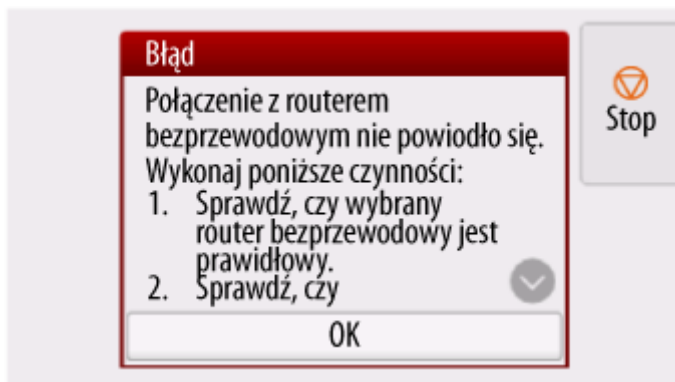 Błąd
Połączenie z routerem
bezprzewodowym nie powiodło się.
Wykonaj poniższe czynności:
1. Sprawdź, czy wybrany
router bezprzewodowy jest
prawidłowy.
2. Sprawdź, czy
OK
Stop